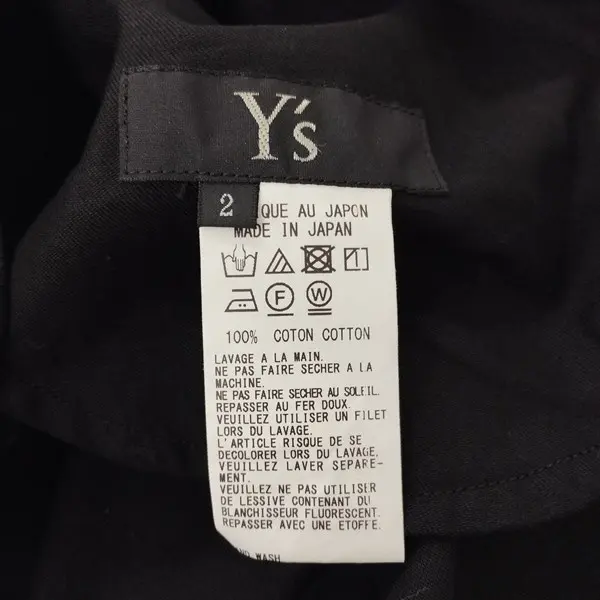 Y's
2
QUE AU JAPON
MADE IN JAPAN
F
W
100% COTON COTTON
LAVAGE A LA MAIN.
NE PAS FAIRE SECHER A LA
MACHINE.
NE PAS FAIRE SECHER AU SOLEIL.
REPASSER AU FER DOUX.
VEUILLEZ UTILISER UN FILET
LORS DU LAVAGE.
L'ARTICLE RISQUE DE SE
DECOLORER LORS DU LAVAGE,
VEUILLEZ LAVER SEPARE-
MENT.
VEUILLEZ NE PAS UTILISER
DE LESSIVE CONTENANT DU
BLANCHISSEUR FLUORESCENT.
REPASSER AVEC UNE ETOFFE.
WASH